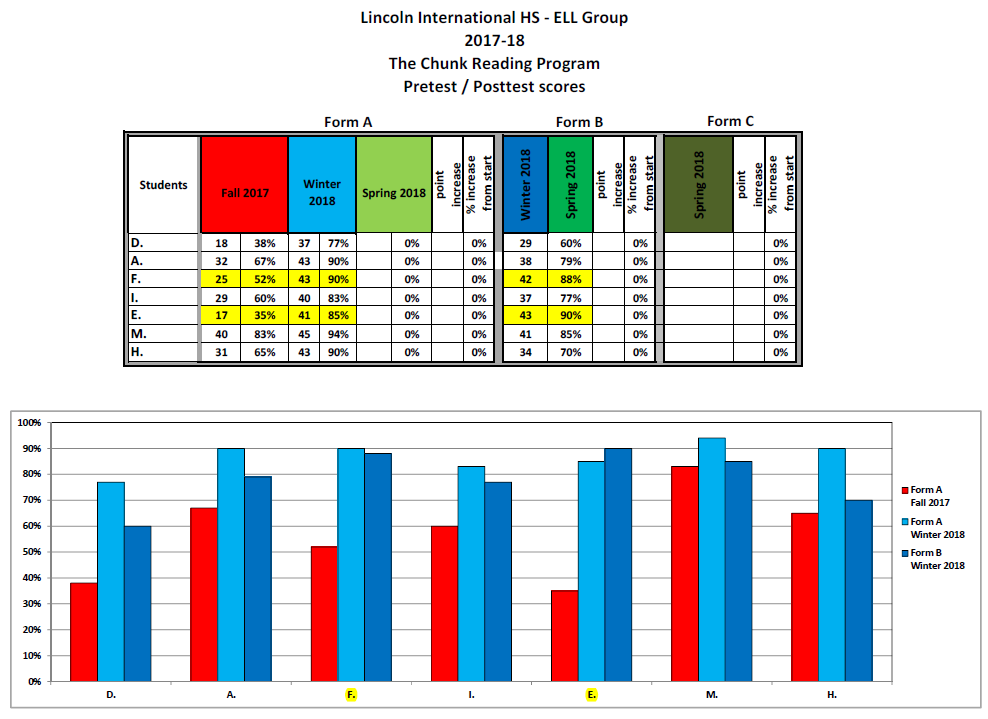 Lincoln International HS - ELL Group
2017-18
The Chunk Reading Program
Pretest / Posttest scores
Form A Form B Form C
Students Fall 2017 Winter 2018 Spring 2018 point increase % increase from start Winter 2018 Spring 2018 point increase % increase from start Spring 2018 point increase % increase from start
D. 18 38% 37 77% 0% 0% 29 60% 0% 0%
A. 32 67% 43 90% 0% 0% 38 79% 0% 0%
F. 25 52% 43 90% 0% 0% 42 88% 0% 0%
I. 29 60% 40 83% 0% 0% 37 77% 0% 0%
E. 17 35% 41 85% 0% 0% 43 90% 0% 0%
M. 40 83% 45 94% 0% 0% 41 85% 0% 0%
H. 31 65% 43 90% 0% 0% 34 70% 0% 0%
100%
90%
80%
70%
60%
50%
40%
30%
20%
10%
0%
D. A. F. I. E. M. H.
Form A
Fall 2017
Form A
Winter 2018
Form B
Winter 2018